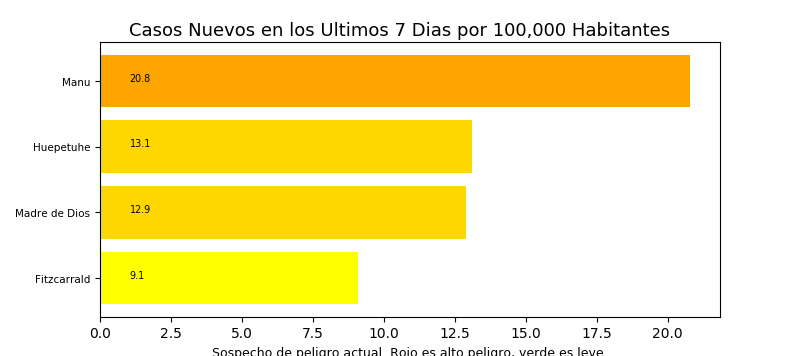 Casos Nuevos en los Ultimos 7 Dias por 100,000 Habitantes
Manu
20.8
Huepetuhe
13.1
Madre de Dios
12.9
Fitzcarrald
9.1
0.0 2.5 5.0 7.5 10.0 12.5 15.0 17.5 20.0
Sospecho de peligro actual. Rojo es alto peligro, verde es leve